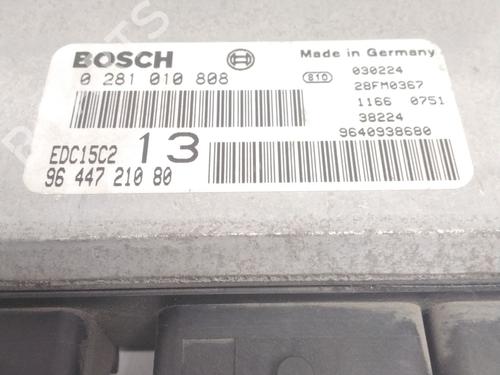 BOSCH
Made in Germany
0 281 010 808
810
030224
28FM0367
1166 0751
38224
9640938680
EDC15C2 13
96 447 210 80